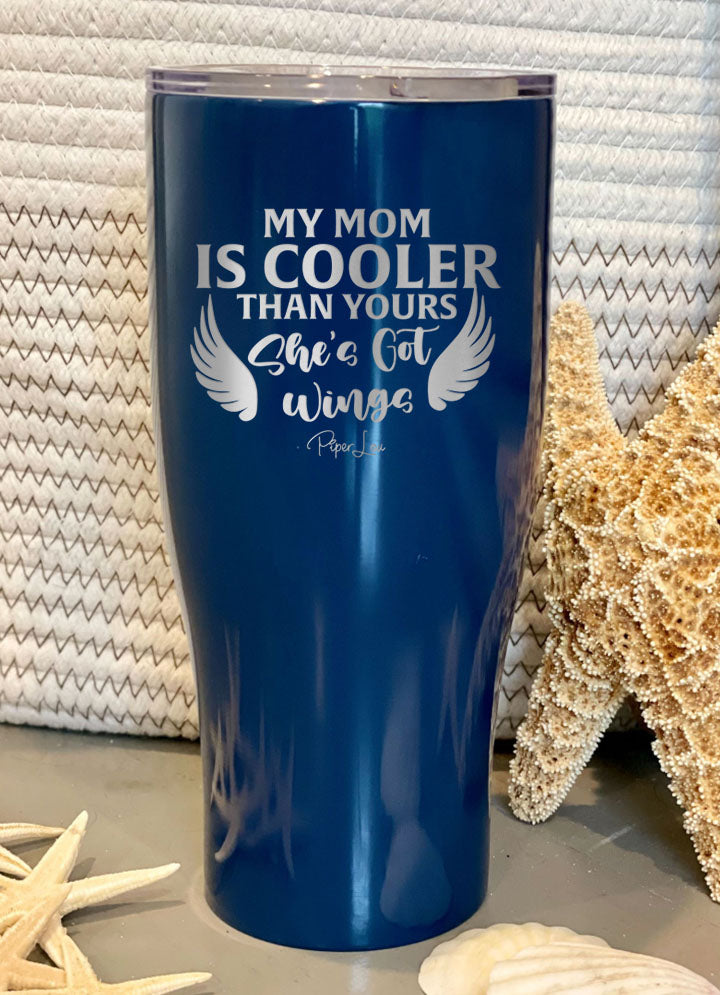 MY MOM
IS COOLER
THAN YOURS
She's Got
Wings
Piper Lou